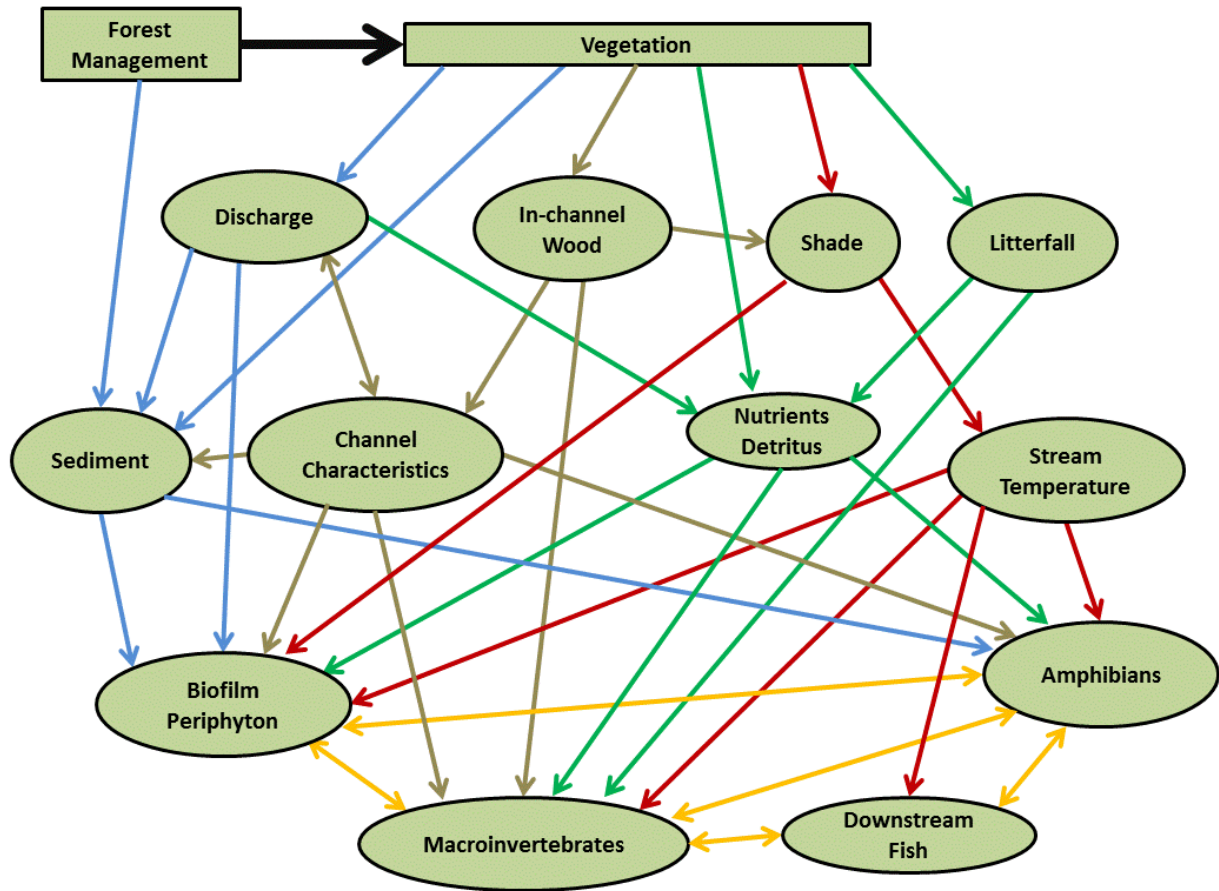 Forest
Management
Vegetation
Discharge
In-channel
Wood
Shade
Litterfall
Sediment
Channel
Characteristics
Nutrients
Detritus
Stream
Temperature
Biofilm
Periphyton
Amphibians
Macroinvertebrates
Downstream
Fish